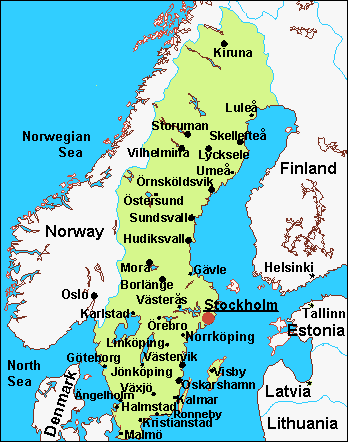 Kiruna
Luleå
Storuman
Skellefteå
Norwegian
Sea
Vilhelmina
Lycksele
Umeå
Finland
Örnsköldsvik
Östersund
Sundsvall
Norway
Hudiksvall
Mora
Gävle
Helsinki
Borlänge
Oslo
Västerås
Stockholm
Karlstad
Örebro
Tallinn
Norrköping
Estonia
Linköping
North
Sea
Göteborg
Västervik
Jönköping
Visby
Oskarshamn
Denmark
Växjö
Latvia
Ängelholm
Kalmar
Halmstad
Ronneby
Kristianstad
Lithuania
Malmö